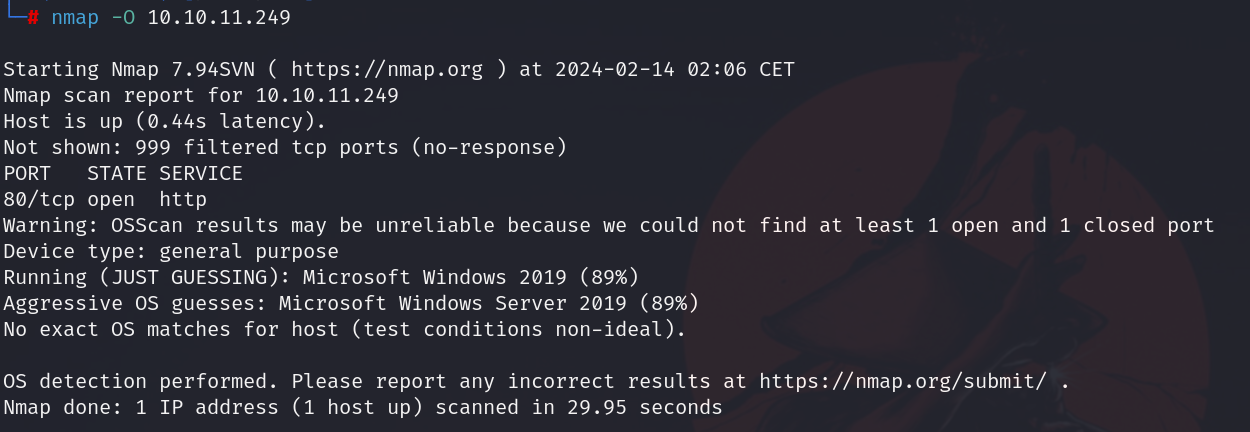 └─# nmap -O 10.10.11.249
Starting Nmap 7.94SVN ( https://nmap.org ) at 2024-02-14 02:06 CET
Nmap scan report for 10.10.11.249
Host is up (0.44s latency).
Not shown: 999 filtered tcp ports (no-response)
PORT   STATE SERVICE
80/tcp open  http
Warning: OSScan results may be unreliable because we could not find at least 1 open and 1 closed port
Device type: general purpose
Running (JUST GUESSING): Microsoft Windows 2019 (89%)
Aggressive OS guesses: Microsoft Windows Server 2019 (89%)
No exact OS matches for host (test conditions non-ideal).
OS detection performed. Please report any incorrect results at https://nmap.org/submit/ .
Nmap done: 1 IP address (1 host up) scanned in 29.95 seconds